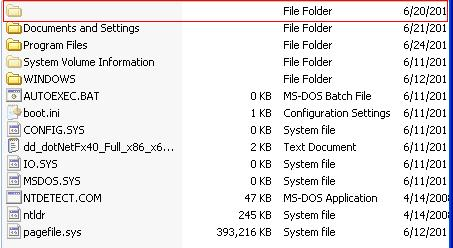 File Folder 6/20/201
Documents and Settings File Folder 6/21/201
Program Files File Folder 6/24/201
System Volume Information File Folder 6/11/201
WINDOWS File Folder 6/12/201
AUTOEXEC.BAT 0 KB MS-DOS Batch File 6/11/201
boot.ini 1 KB Configuration Settings 6/11/201
CONFIG.SYS 0 KB System file 6/11/201
dd_dotNetFx40_Full_x86_x6... 2 KB Text Document 6/11/201
IO.SYS 0 KB System file 6/11/201
MSDOS.SYS 0 KB System file 6/11/201
NTDETECT.COM 47 KB MS-DOS Application 4/14/2008
ntldr 245 KB System file 4/14/2008
pagefile.sys 393,216 KB System file 6/12/201